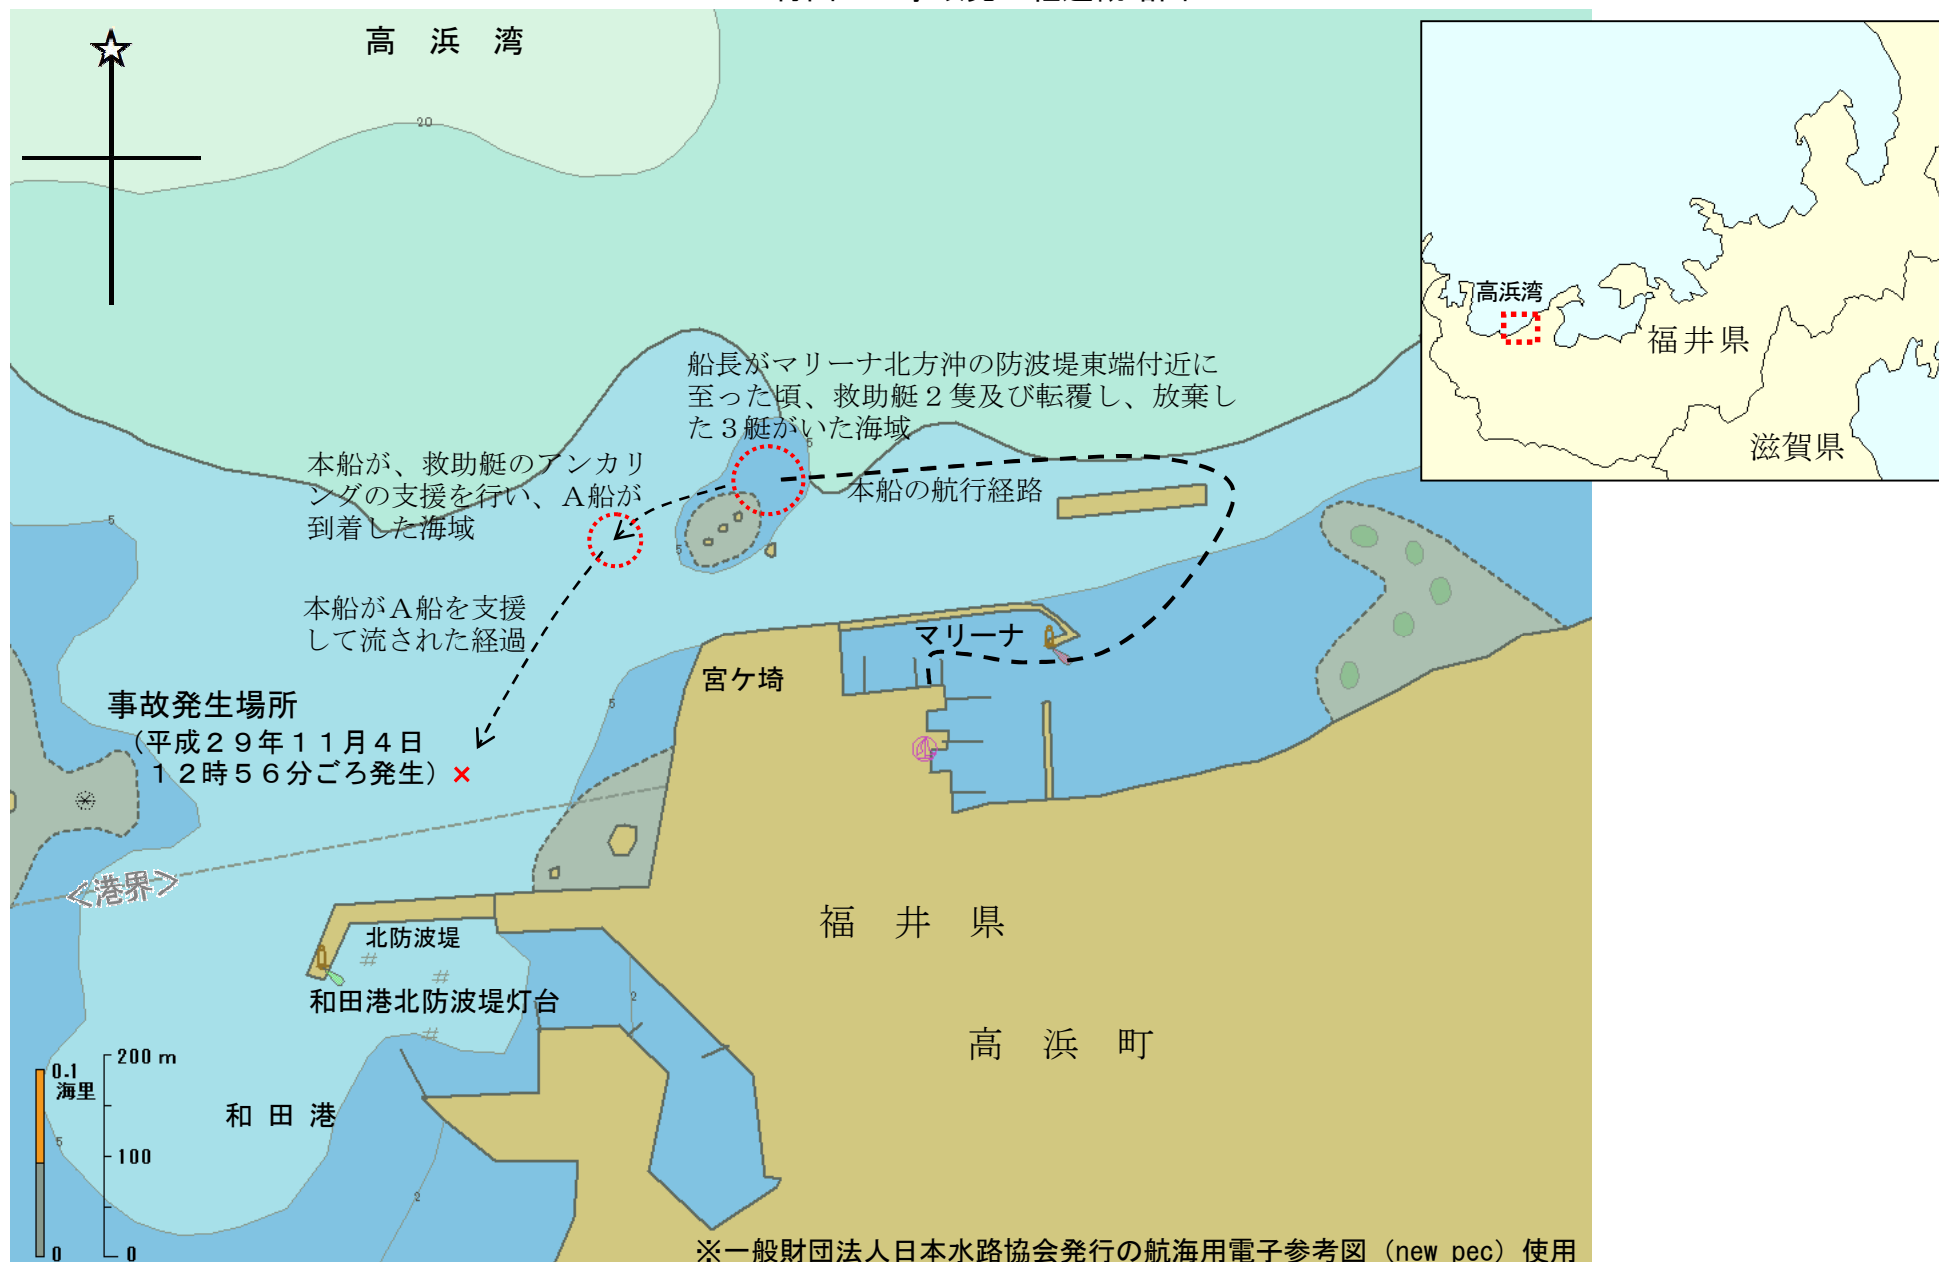 高 浜 湾
20
高浜湾
福井県
滋賀県
船長がマリーナ北方沖の防波堤東端付近に
至った頃、救助艇2隻及び転覆し、放棄し
た3艇がいた海域
5
本船が、救助艇のアンカリ
ングの支援を行い、A船が
到着した海域
本船の航行経路
5
5
本船がA船を支援
して流された経過
マリーナ
宮ケ埼
5
事故発生場所
(平成29年11月4日
12時56分ごろ発生)×
<港界>
福 井 県
北防波堤
和田港北防波堤灯台
2
高 浜 町
200 m
0.1
海里
和 田 港
5
100
2
0
0
※一般財団法人日本水路協会発行の航海用電子参考図(new pec)使用